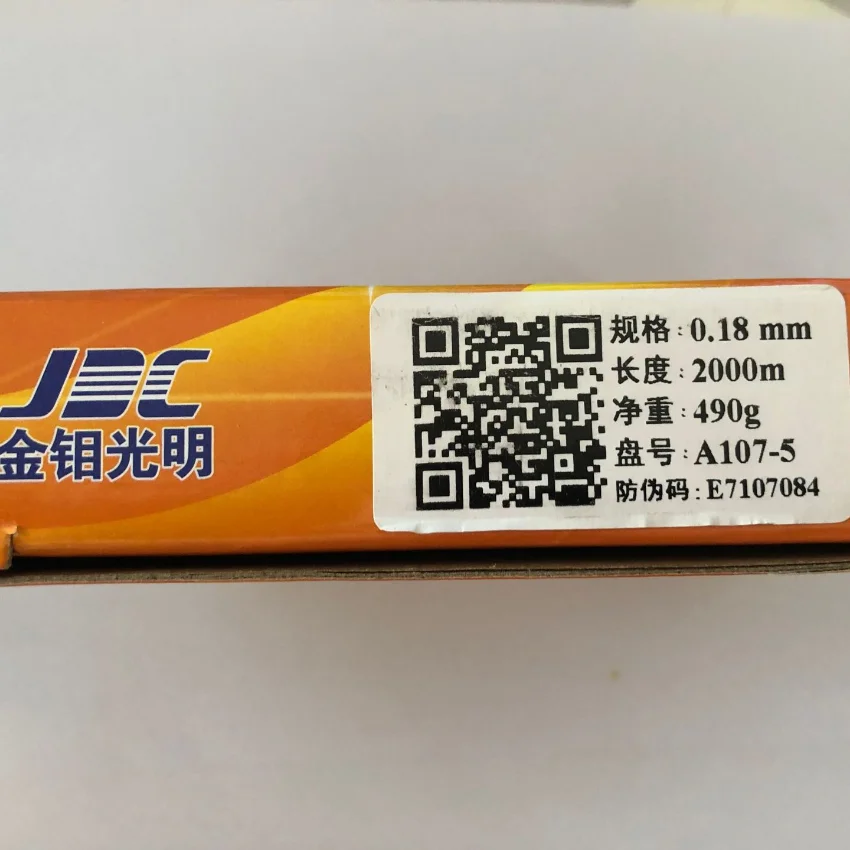 JDC
金钼光明
规格：0.18 mm
长度：2000m
净重：490g
盘号：A107-5
防伪码：E7107084